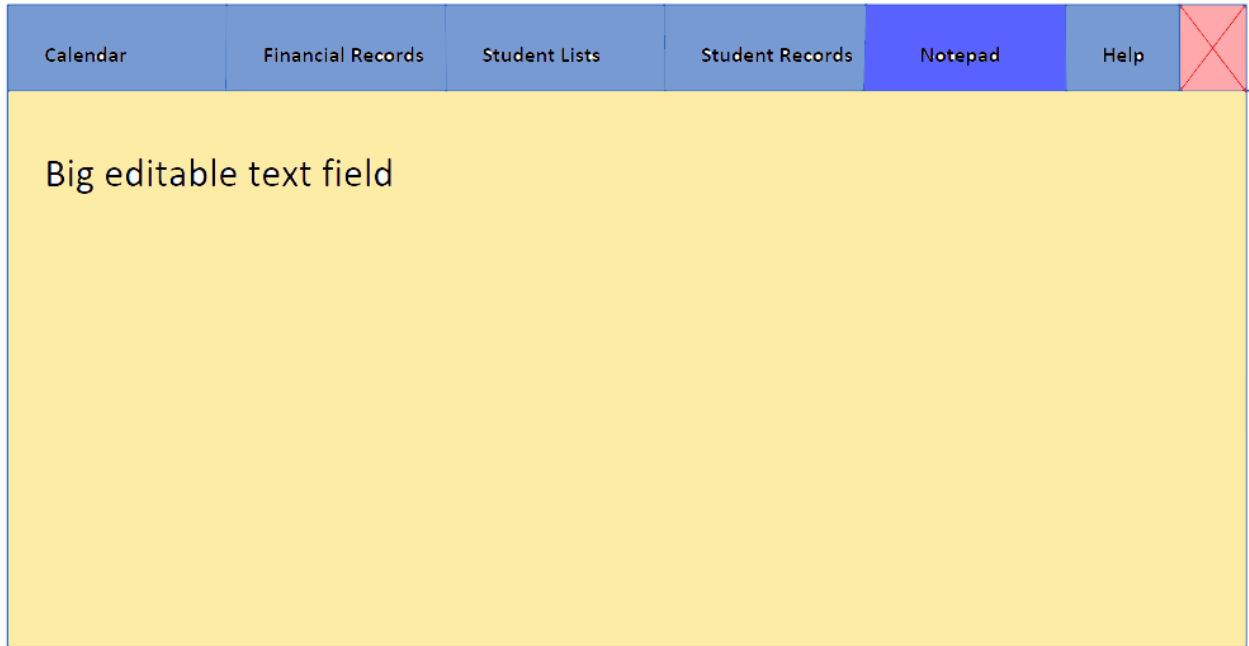 Calendar Financial Records Student Lists Student Records Notepad Help
Big editable text field